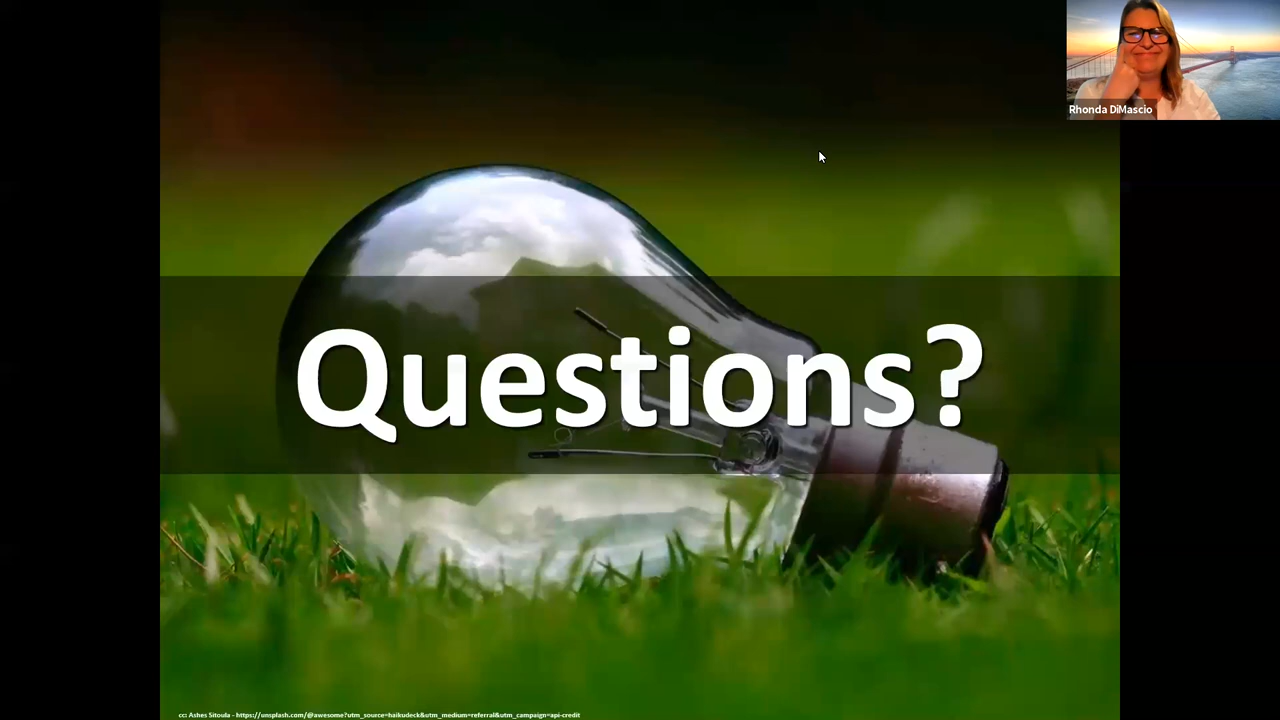 Rhonda DiMascio
Questions?
cc: Ashes Sitoula - https://unsplash.com/@awesome?utm_source=haikudeck&utm_medium=referral&utm_campaign=api-credit